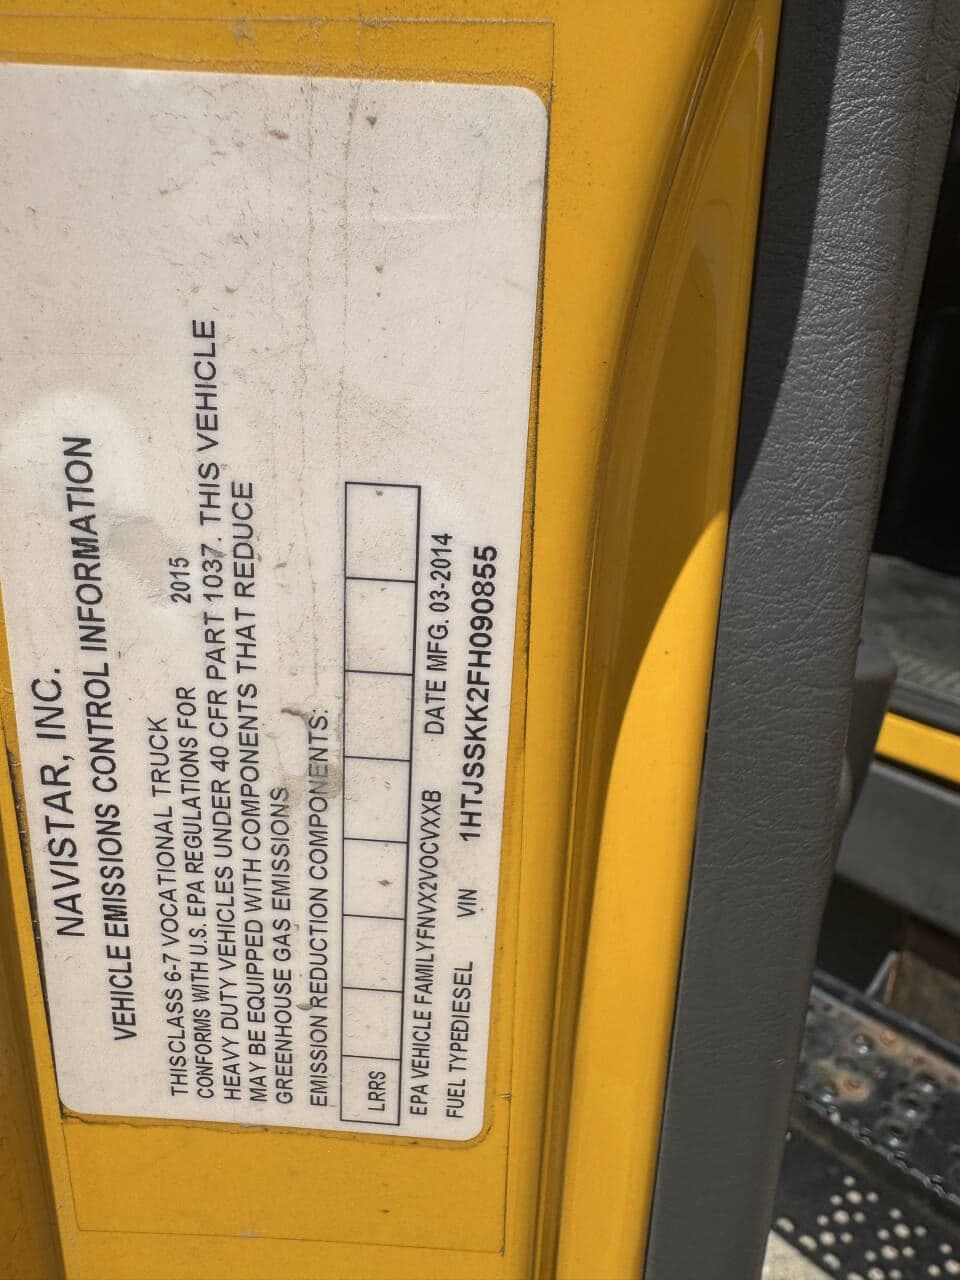 NAVISTAR, INC.
VEHICLE EMISSIONS CONTROL INFORMATION
THISCLASS 6-7 VOCATIONAL TRUCK
CONFORMS WITH U.S. EPA REGULATIONS FOR 2015
HEAVY DUTY VEHICLES UNDER 40 CFR PART 1037. THIS VEHICLE
MAY BE EQUIPPED WITH COMPONENTS THAT REDUCE
GREENHOUSE GAS EMISSIONS
EMISSION REDUCTION COMPONENTS:
LRRS
EPA VEHICLE FAMILYFNVX2VOCVXXB DATE MFG. 03-2014
FUEL TYPEDIESEL VIN 1HTJSSKK2FH090855